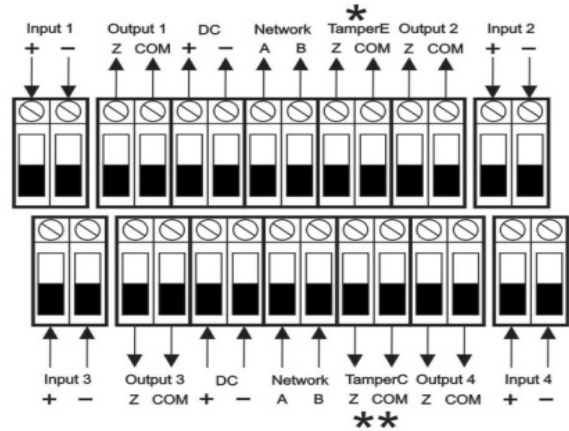 *
Input 1 Output 1 DC Network TamperE Output 2 Input 2
+ − Z COM + − A B Z COM Z COM + −
Input 3 Output 3 DC Network TamperC Output 4 Input 4
+ − Z COM + − A B Z COM Z COM + −
**